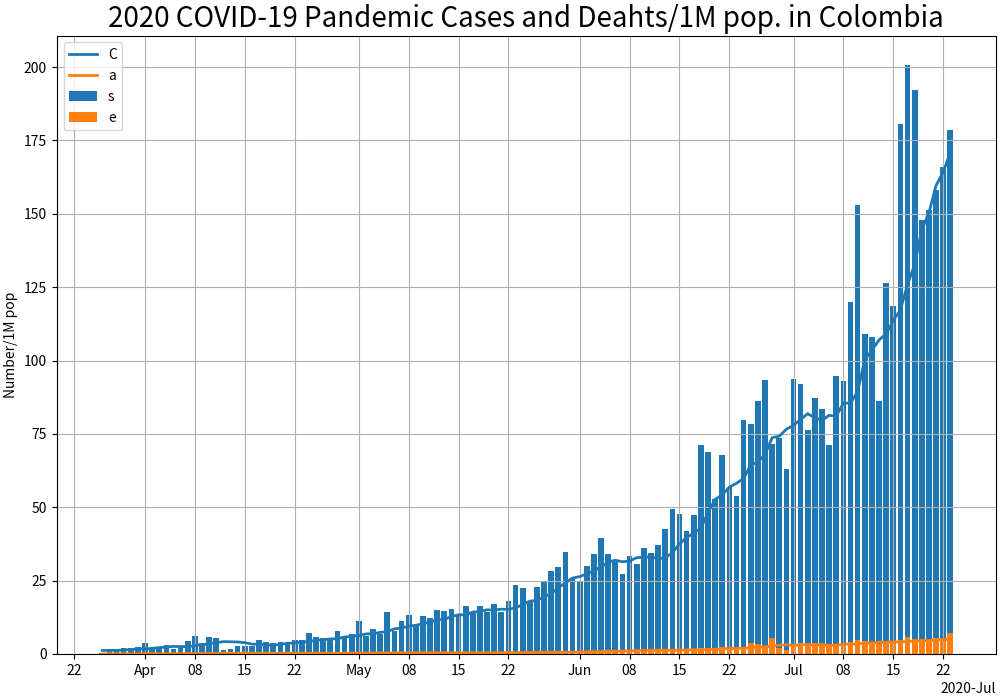 2020 COVID-19 Pandemic Cases and Deahts/1M pop. in Colombia
C
a
s
e
Number/1M pop
200
175
150
125
100
75
50
25
0
22 Apr 08 15 22 May 08 15 22 Jun 08 15 22 Jul 08 15 22
2020-Jul